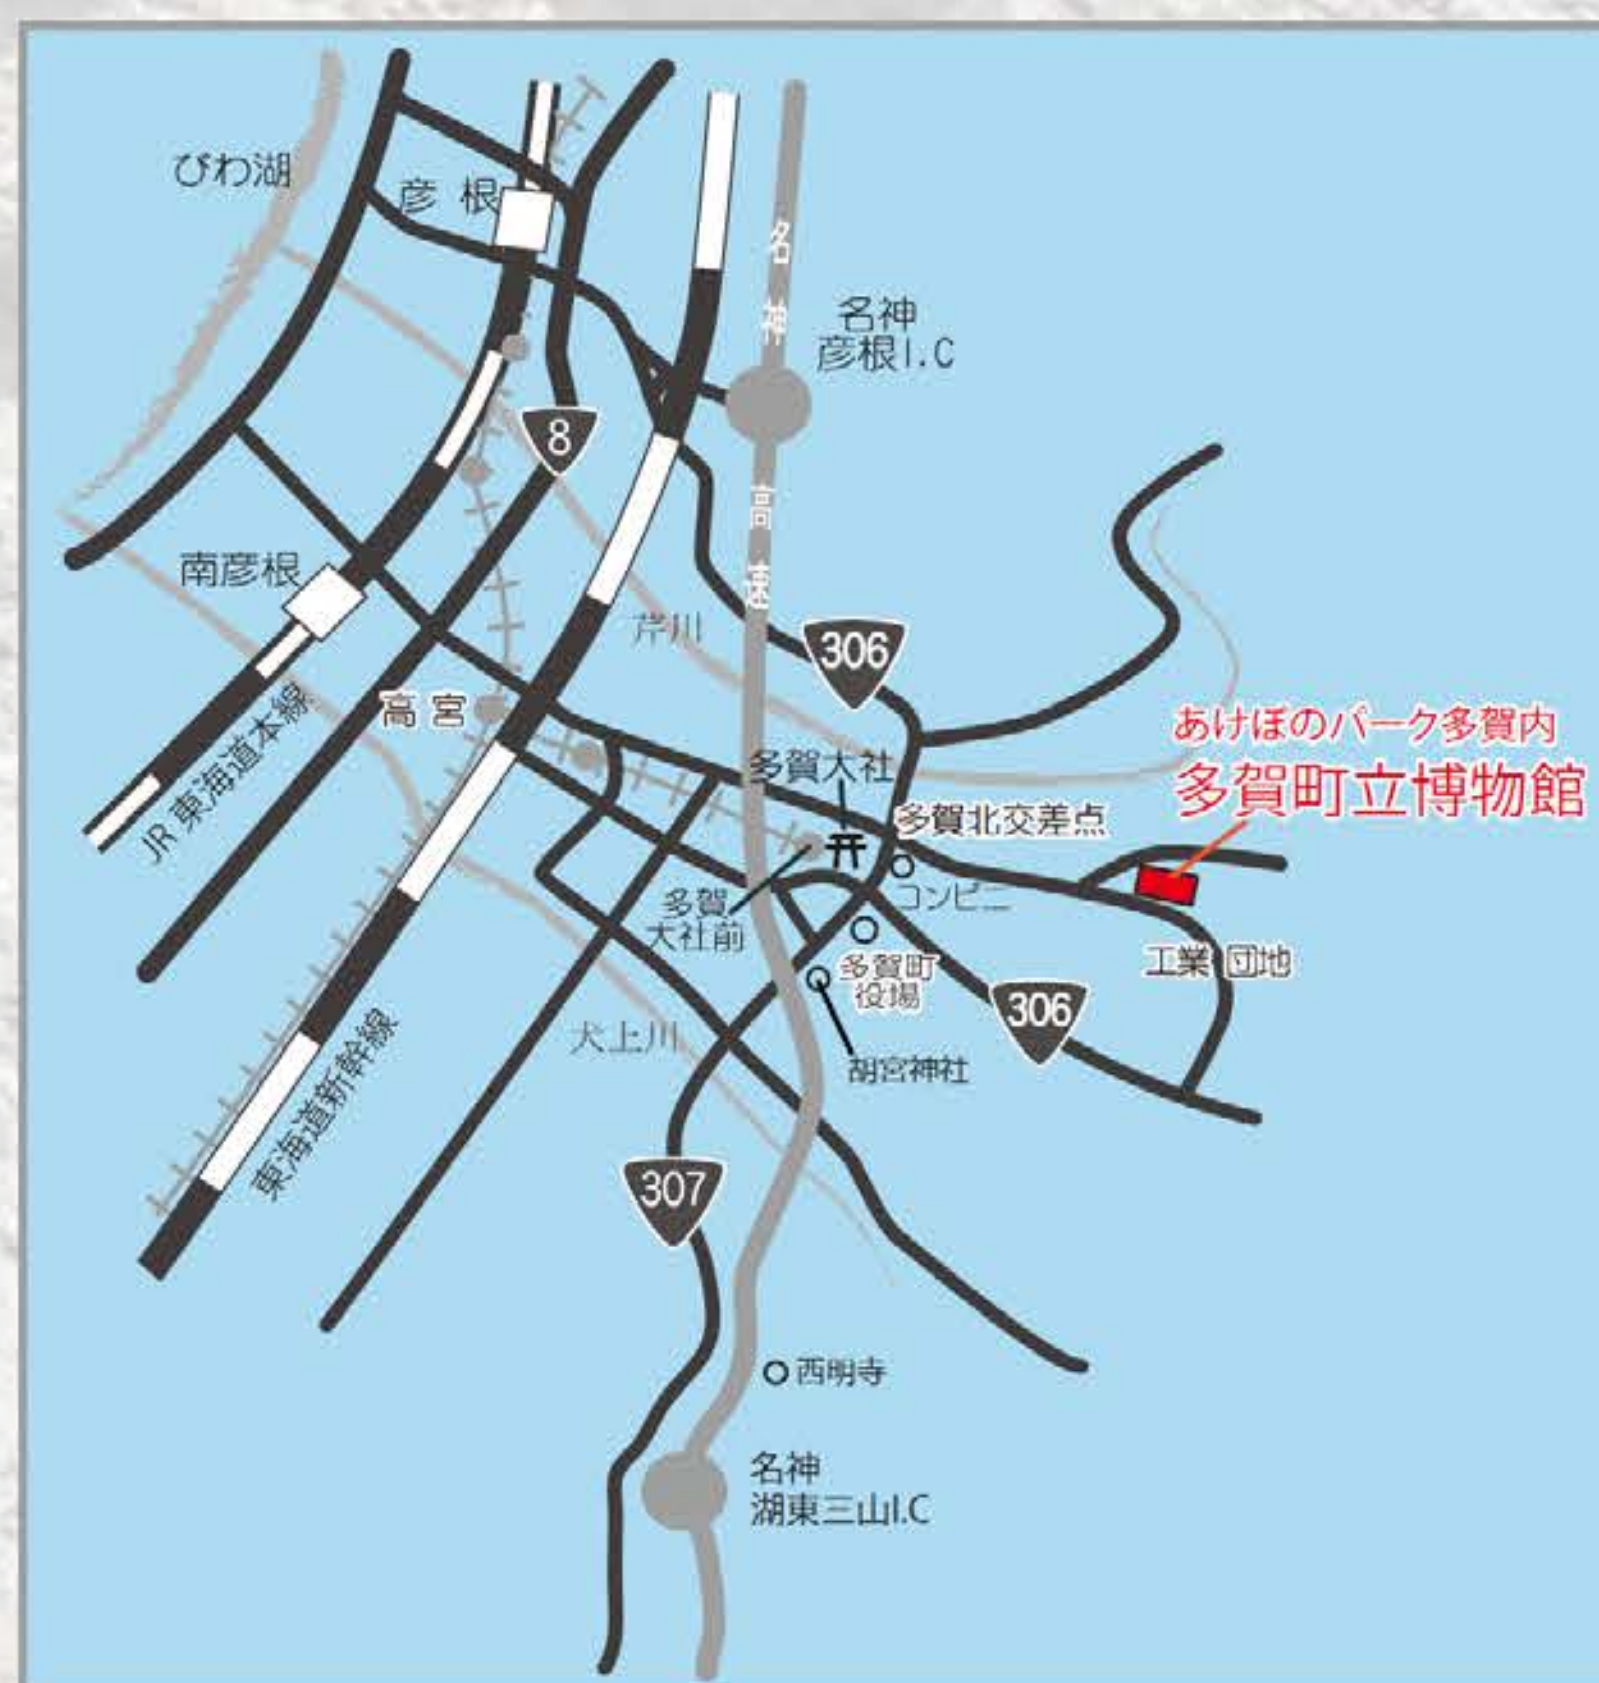 びわ湖
彦根
名神
彦根I.C
名神高速
8
南彦根
芹川
306
高宮
JR東海道本線
あけぼのパーク多賀内
多賀町立博物館
多賀大社
多賀北交差点
コンビニ
多賀
大社前
多賀町
役場
工業団地
306
犬上川
胡宮神社
東海道新幹線
307
西明寺
名神
湖東三山I.C